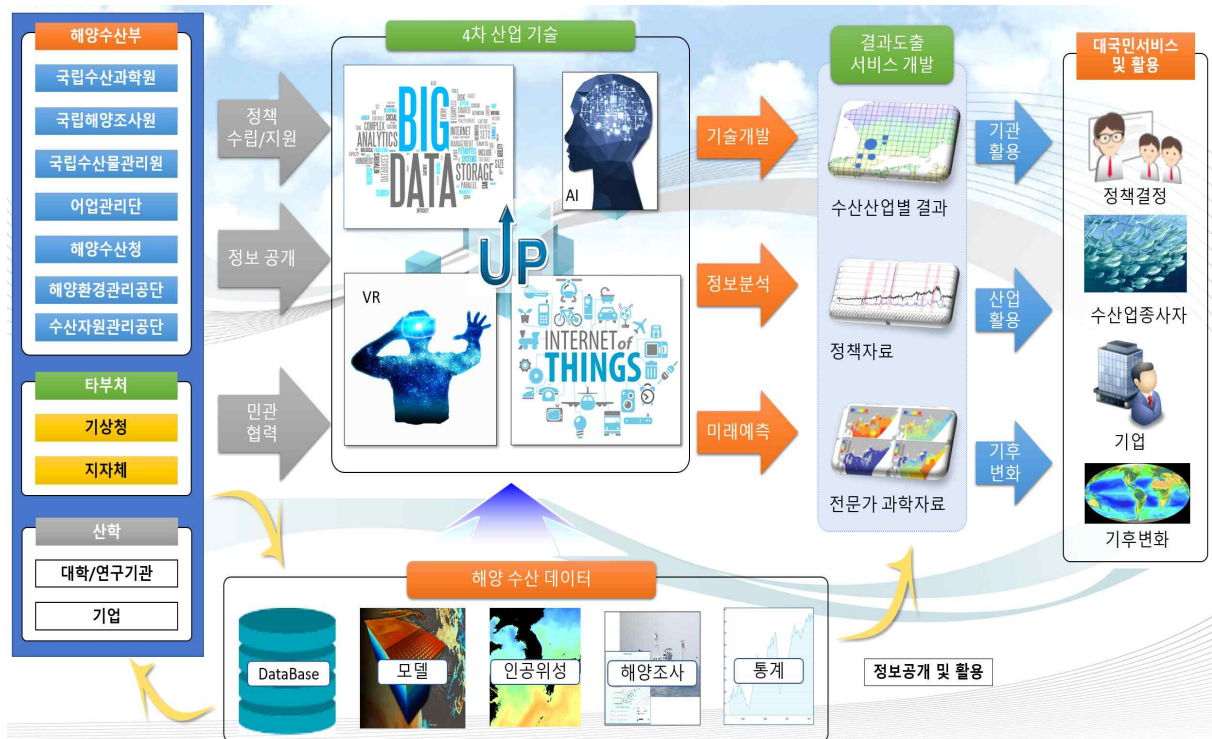 해양수산부
국립수산과학원
국립해양조사원
국립수산물관리원
어업관리단
해양수산청
해양환경관리공단
수산자원관리공단
타부처
기상청
지자체
산학
대학/연구기관
기업
정책
수립/지원
정보 공개
민관
협력
4차 산업 기술
BIG
DATA
ANALYTICS
STORAGE
COMPLEX
INTERNET
AI
UP
VR
INTERNET of
THINGS
기술개발
정보분석
미래예측
결과도출
서비스 개발
수산산업별 결과
정책자료
전문가 과학자료
기관
활용
산업
활용
기후
변화
대국민서비스
및 활용
정책결정
수산업종사자
기업
기후변화
해양 수산 데이터
DataBase
모델
인공위성
해양조사
통계
정보공개 및 활용